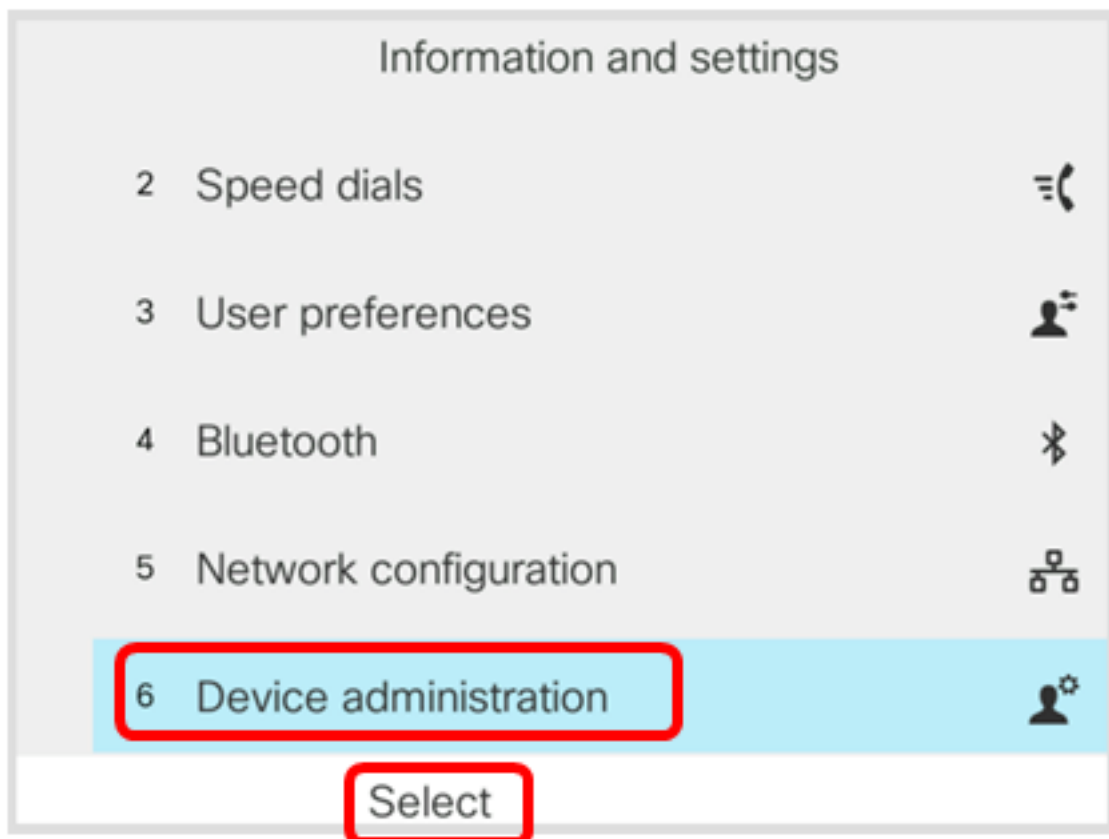 Information and settings
2 Speed dials
3 User preferences
4 Bluetooth
5 Network configuration
6 Device administration
Select